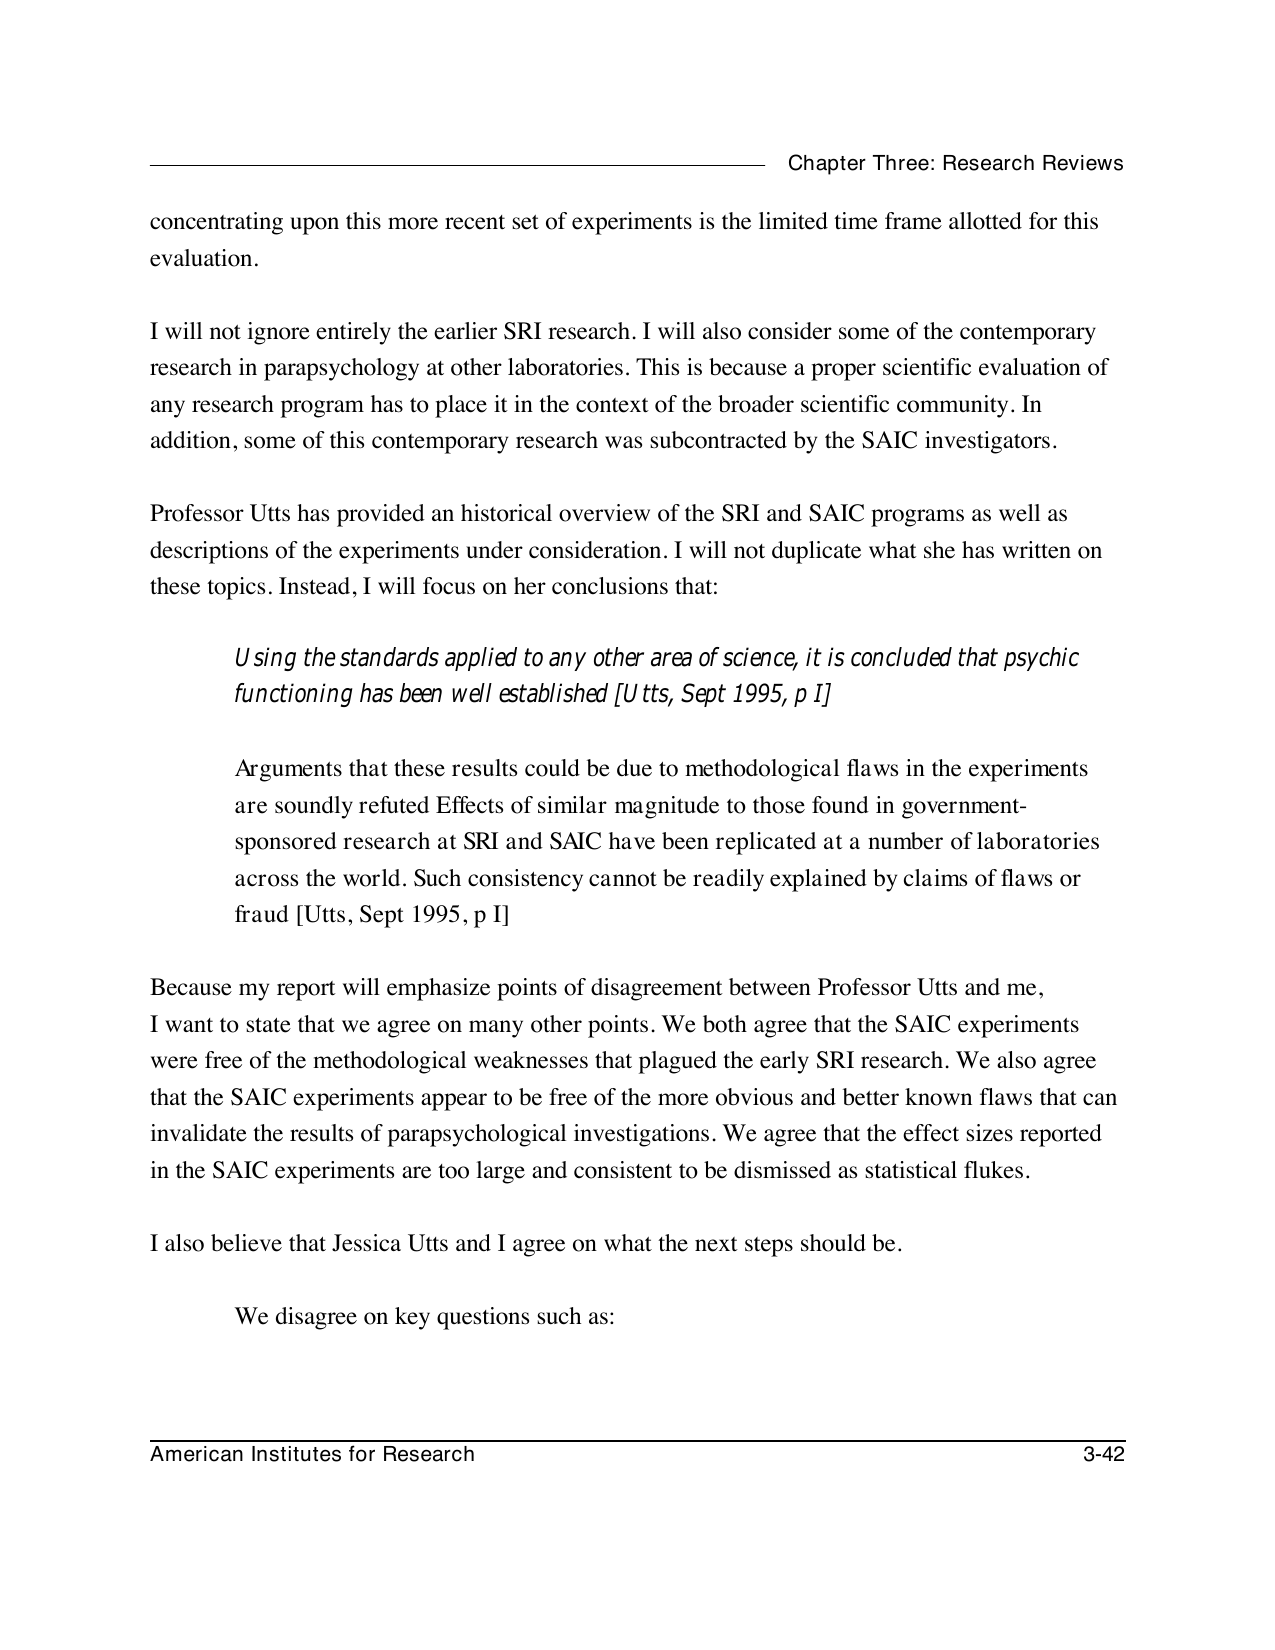 Chapter Three: Research Reviews
concentrating upon this more recent set of experiments is the limited time frame allotted for this
evaluation.
I will not ignore entirely the earlier SRI research. I will also consider some of the contemporary
research in parapsychology at other laboratories. This is because a proper scientific evaluation of
any research program has to place it in the context of the broader scientific community. In
addition, some of this contemporary research was subcontracted by the SAIC investigators.
Professor Utts has provided an historical overview of the SRI and SAIC programs as well as
descriptions of the experiments under consideration. I will not duplicate what she has written on
these topics. Instead, I will focus on her conclusions that:
Using the standards applied to any other area of science, it is concluded that psychic
functioning has been well established [Utts, Sept 1995, p I]
Arguments that these results could be due to methodological flaws in the experiments
are soundly refuted Effects of similar magnitude to those found in government-
sponsored research at SRI and SAIC have been replicated at a number of laboratories
across the world. Such consistency cannot be readily explained by claims of flaws or
fraud [Utts, Sept 1995, p I]
Because my report will emphasize points of disagreement between Professor Utts and me,
I want to state that we agree on many other points. We both agree that the SAIC experiments
were free of the methodological weaknesses that plagued the early SRI research. We also agree
that the SAIC experiments appear to be free of the more obvious and better known flaws that can
invalidate the results of parapsychological investigations. We agree that the effect sizes reported
in the SAIC experiments are too large and consistent to be dismissed as statistical flukes.
I also believe that Jessica Utts and I agree on what the next steps should be.
We disagree on key questions such as:
American Institutes for Research 3-42